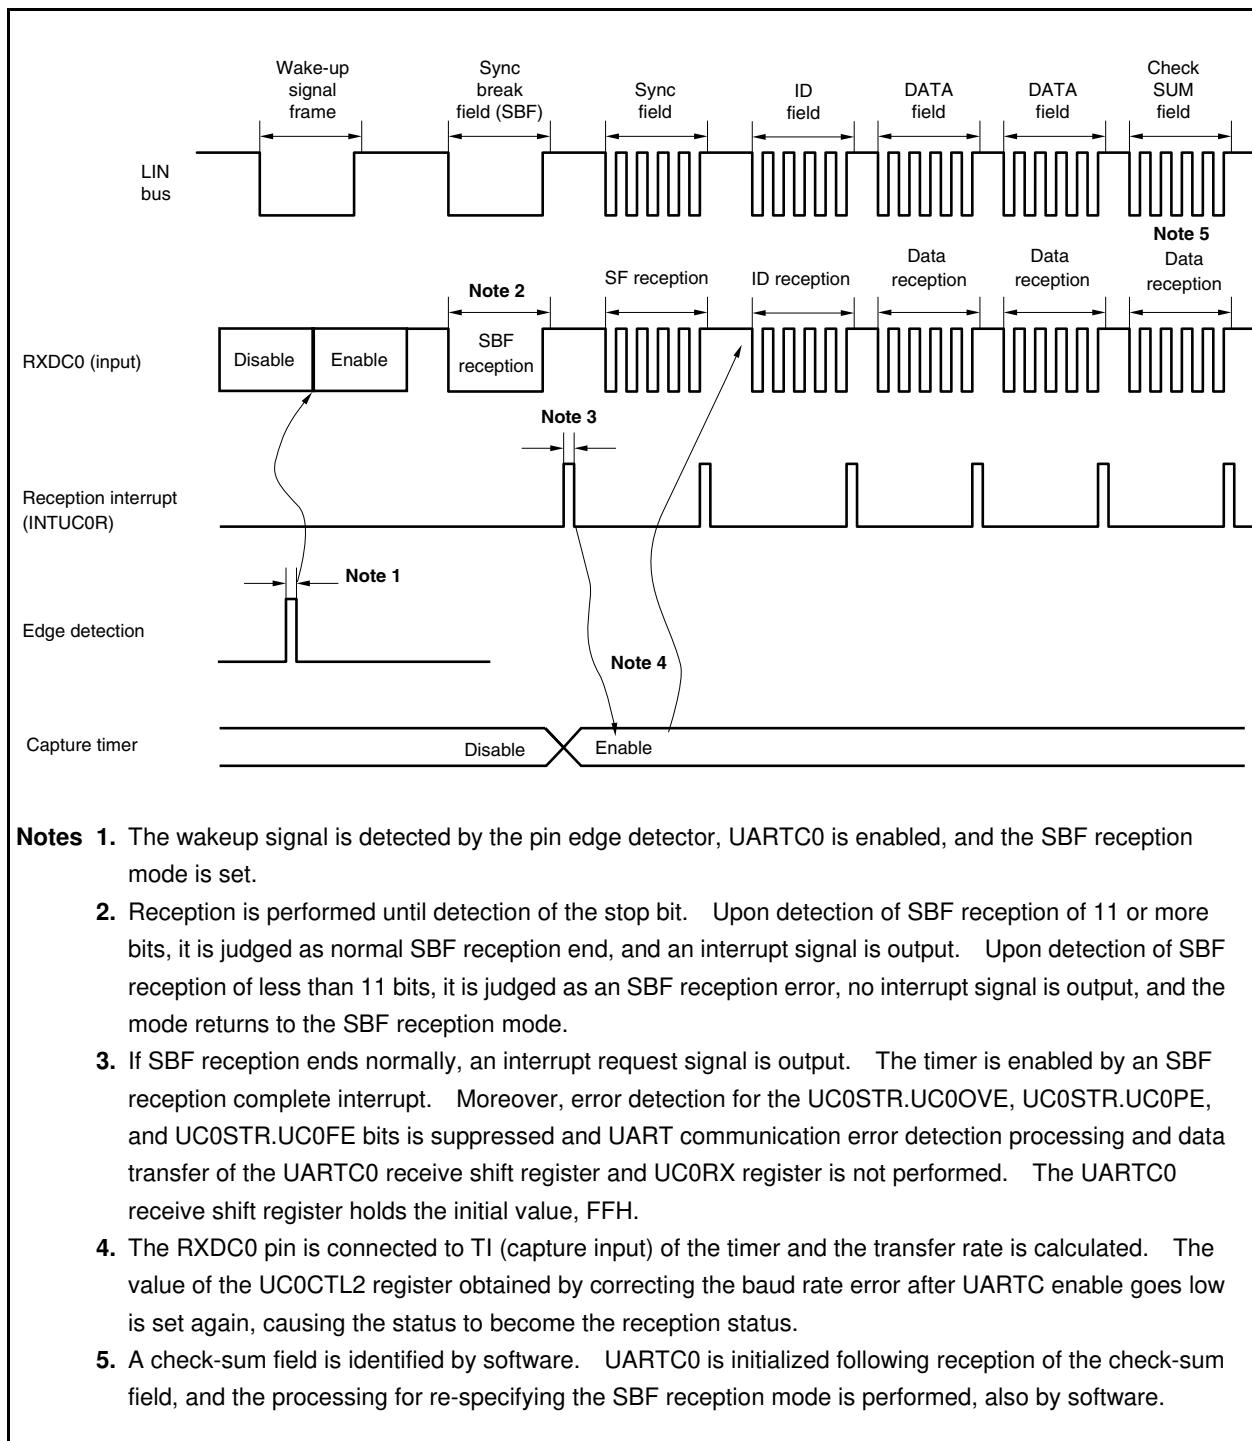 Wake-up
signal
frame
Sync
break
field (SBF)
Sync
field
ID
field
DATA
field
DATA
field
Check
SUM
field
LIN
bus
Note 5
Note 2
SF reception
ID reception
Data
reception
Data
reception
Data
reception
RXDC0 (input)
Disable
Enable
SBF
reception
Note 3
Reception interrupt
(INTUC0R)
Note 1
Edge detection
Note 4
Capture timer
Disable
Enable
Notes 1. The wakeup signal is detected by the pin edge detector, UARTC0 is enabled, and the SBF reception
mode is set.
2. Reception is performed until detection of the stop bit. Upon detection of SBF reception of 11 or more
bits, it is judged as normal SBF reception end, and an interrupt signal is output. Upon detection of SBF
reception of less than 11 bits, it is judged as an SBF reception error, no interrupt signal is output, and the
mode returns to the SBF reception mode.
3. If SBF reception ends normally, an interrupt request signal is output. The timer is enabled by an SBF
reception complete interrupt. Moreover, error detection for the UC0STR.UC0OVE, UC0STR.UC0PE,
and UC0STR.UC0FE bits is suppressed and UART communication error detection processing and data
transfer of the UARTC0 receive shift register and UC0RX register is not performed. The UARTC0
receive shift register holds the initial value, FFH.
4. The RXDC0 pin is connected to TI (capture input) of the timer and the transfer rate is calculated. The
value of the UC0CTL2 register obtained by correcting the baud rate error after UARTC enable goes low
is set again, causing the status to become the reception status.
5. A check-sum field is identified by software. UARTC0 is initialized following reception of the check-sum
field, and the processing for re-specifying the SBF reception mode is performed, also by software.